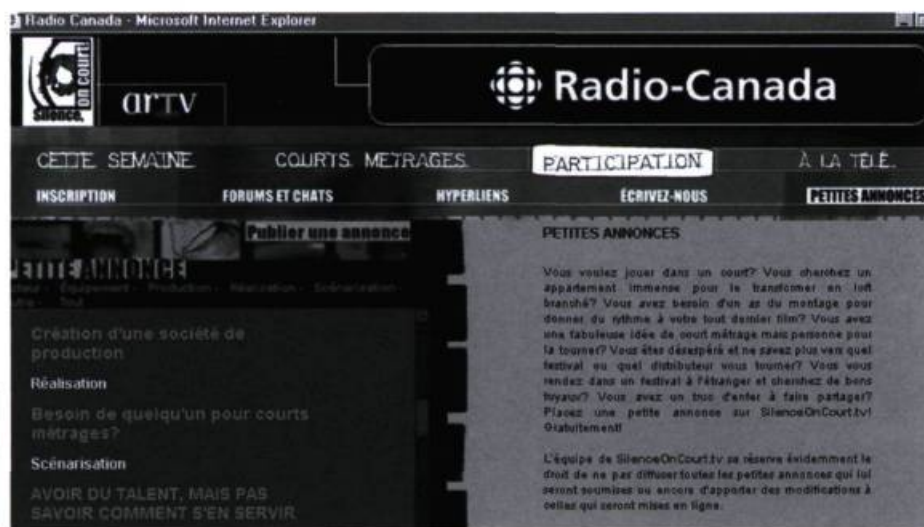 Radio Canada - Microsoft Internet Explorer
Silence,
on court!
arTV
Radio-Canada
CETTE SEMAINE
COURTS METRAGES
PARTICIPATION
À LA TÉLÉ
INSCRIPTION
FORUMS ET CHATS
HYPERLIENS
ÉCRIVEZ-NOUS
PETITES ANNONCES
Publier une annonce
PETITE ANNONCE
Équipement - Production - Réalisation - Scénarisation -
Tout
Création d'une société de
production
Réalisation
Besoin de quelqu'un pour courts
métrages?
Scénarisation
AVOIR DU TALENT, MAIS PAS
SAVOIR COMMENT S'EN SERVIR
PETITES ANNONCES
Vous voulez jouer dans un court? Vous cherchez un
appartement immense pour le transformer en loft
branché? Vous avez besoin d'un as du montage pour
donner du rythme à votre tout dernier film? Vous avez
une fabuleuse idée de court métrage mais personne pour
la tourner? Vous êtes désespéré et ne savez plus vers quel
festival ou quel distributeur vous tourner? Vous vous
rendez dans un festival à l'étranger et cherchez de bons
tuyaux? Vous avez un truc d'enfer à faire partager?
Placez une petite annonce sur SilenceOnCourt.tv!
Gratuitement!
L'équipe de SilenceOnCourt.tv se réserve évidemment le
droit de ne pas diffuser toutes les petites annonces qui lui
seront soumises ou encore d'apporter des modifications à
celles qui seront mises en ligne.